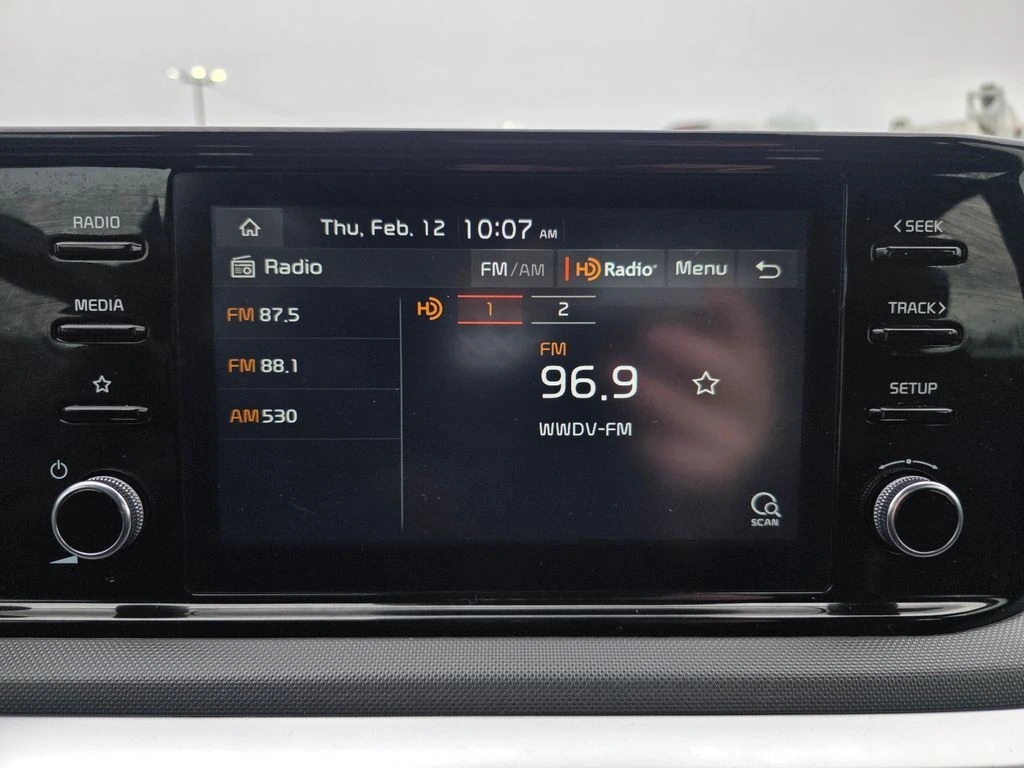 RADIO
MEDIA
Thu, Feb. 12 10:07 AM
Radio FM/AM HD Radio® Menu
FM 87.5
FM 88.1
AM 530
HD 1 2
FM
96.9
WWDV-FM
SCAN
<SEEK
TRACK>
SETUP